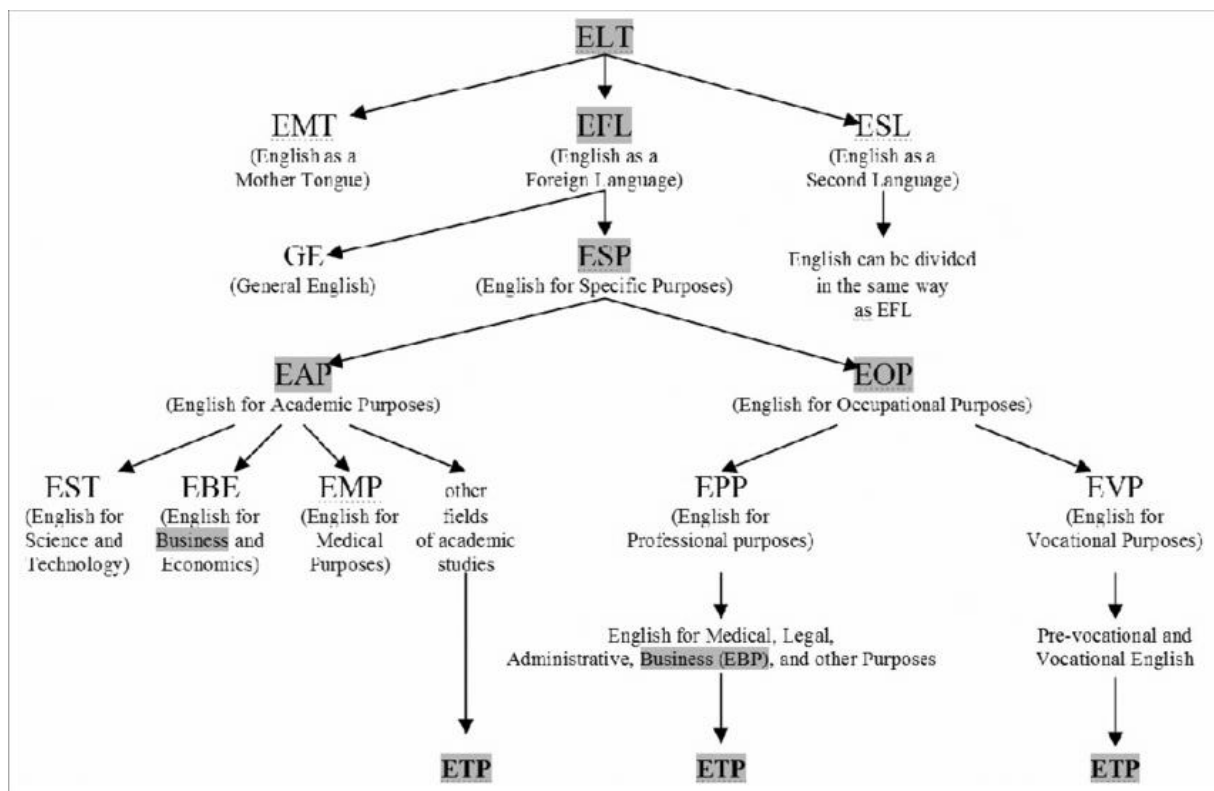 ELT
EMT
(English as a
Mother Tongue)
EFL
(English as a
Foreign Language)
ESL
(English as a
Second Language)
GE
(General English)
ESP
(English for Specific Purposes)
English can be divided
in the same way
as EFL
EAP
(English for Academic Purposes)
EOP
(English for Occupational Purposes)
EST
(English for
Science and
Technology)
EBE
(English for
Business and
Economics)
EMP
(English for
Medical
Purposes)
other
fields
of academic
studies
EPP
(English for
Professional purposes)
EVP
(English for
Vocational Purposes)
English for Medical, Legal,
Administrative, Business (EBP), and other Purposes
Pre-vocational and
Vocational English
ETP
ETP
ETP